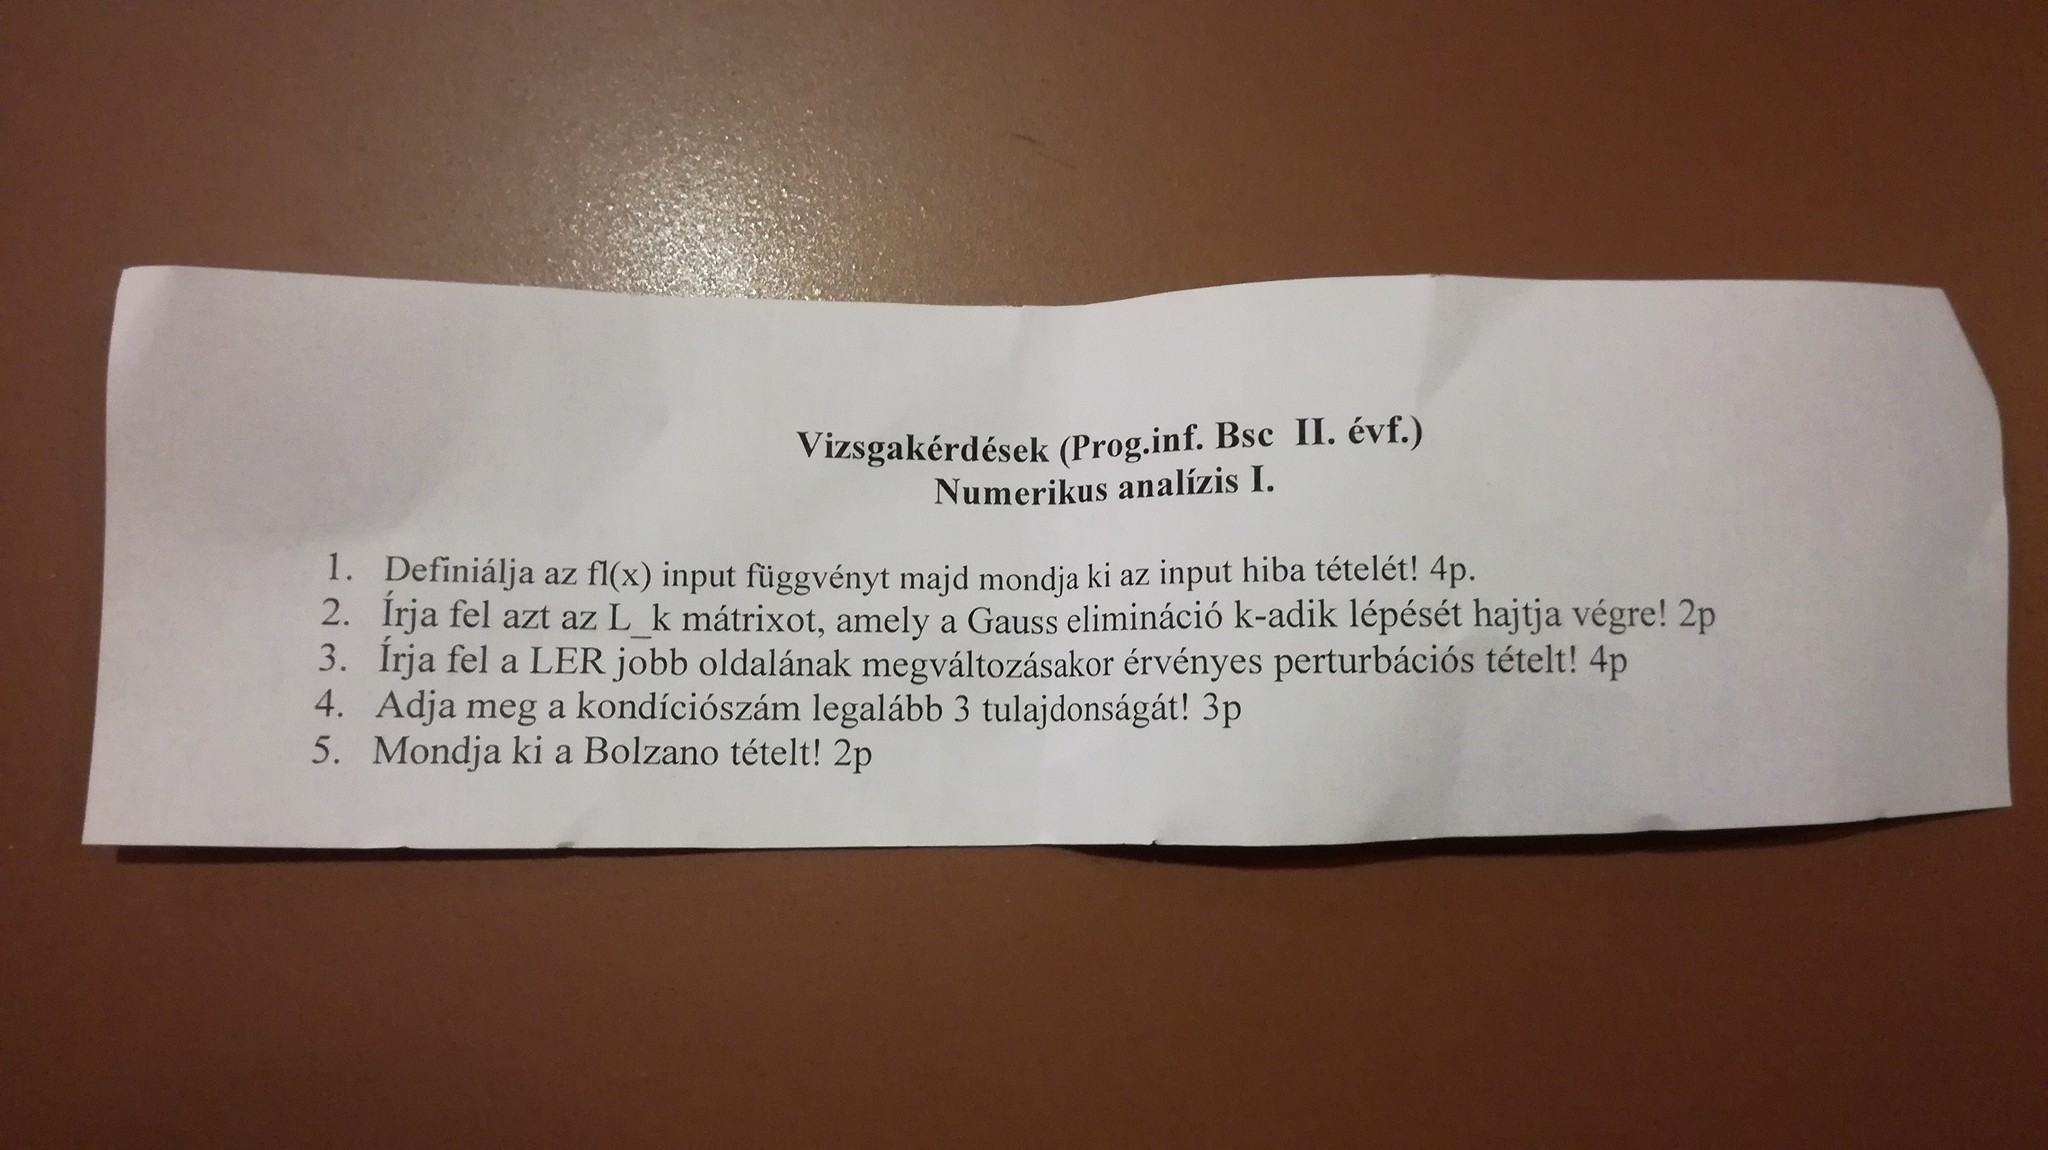 Vizsgakérdések (Prog.inf. Bsc II. évf.)
Numerikus analízis I.
1. Definiálja az fl(x) input függvényt majd mondja ki az input hiba tételét! 4p.
2. Írja fel azt az L_k mátrixot, amely a Gauss elimináció k-adik lépését hajtja végre! 2p
3. Írja fel a LER jobb oldalának megváltozásakor érvényes perturbációs tételt! 4p
4. Adja meg a kondíciószám legalább 3 tulajdonságát! 3p
5. Mondja ki a Bolzano tételt! 2p